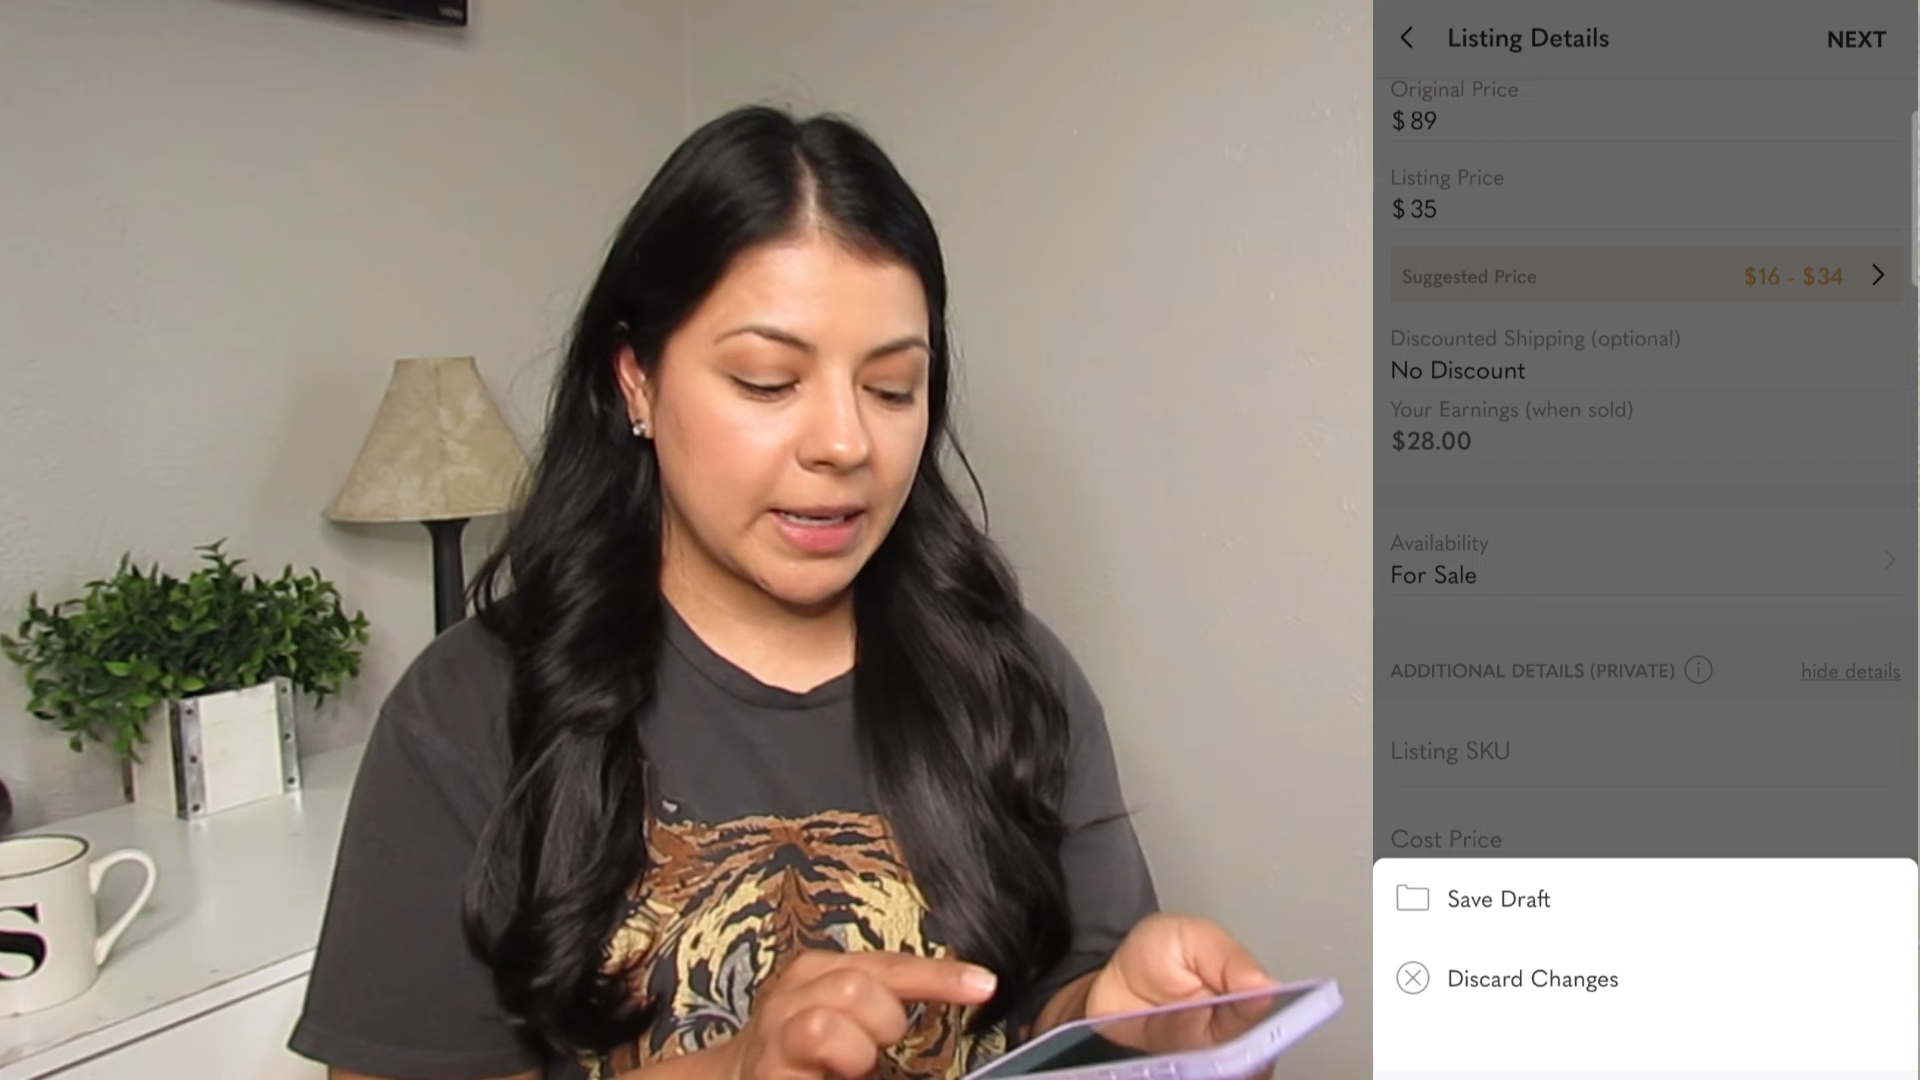 Listing Details
NEXT
Original Price
$ 89
Listing Price
$ 35
Suggested Price
$16 - $34
Discounted Shipping (optional)
No Discount
Your Earnings (when sold)
$28.00
Availability
For Sale
ADDITIONAL DETAILS (PRIVATE)
hide details
Listing SKU
Cost Price
Save Draft
Discard Changes
S